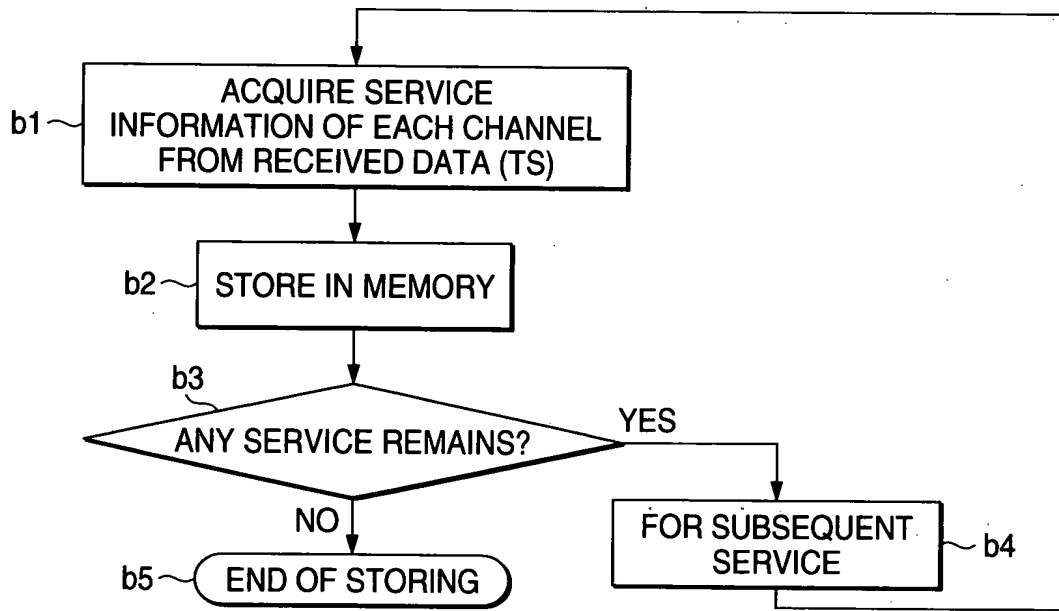 b1
ACQUIRE SERVICE
INFORMATION OF EACH CHANNEL
FROM RECEIVED DATA (TS)
b2
STORE IN MEMORY
b3
ANY SERVICE REMAINS?
YES
NO
FOR SUBSEQUENT
SERVICE
b4
b5
END OF STORING